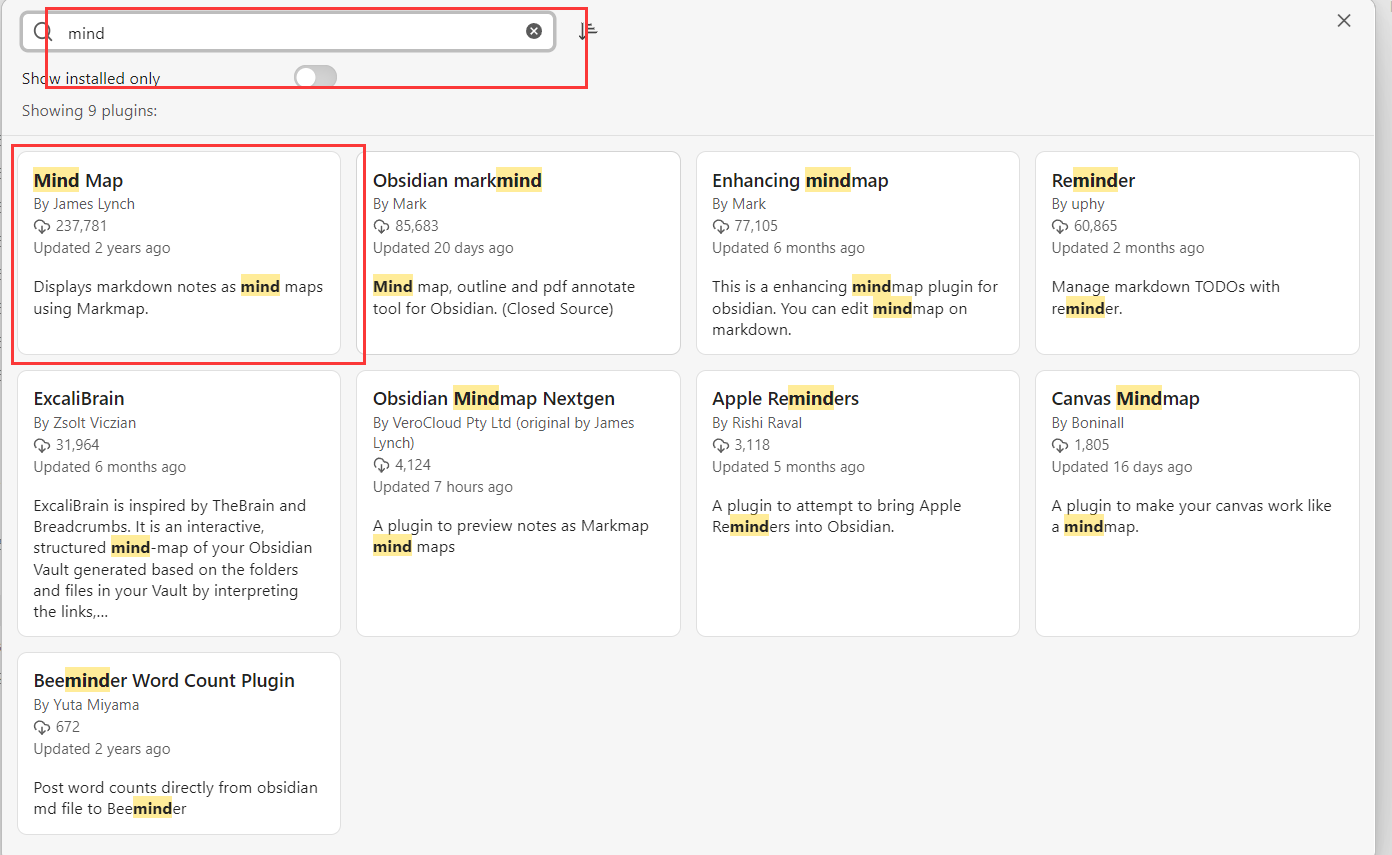 mind
Show installed only
Showing 9 plugins:
Mind Map
By James Lynch
237,781
Updated 2 years ago
Displays markdown notes as mind maps
using Markmap.
Obsidian markmind
By Mark
85,683
Updated 20 days ago
Mind map, outline and pdf annotate
tool for Obsidian. (Closed Source)
Enhancing mindmap
By Mark
77,105
Updated 6 months ago
This is a enhancing mindmap plugin for
obsidian. You can edit mindmap on
markdown.
Reminder
By uphy
60,865
Updated 2 months ago
Manage markdown TODOs with
reminder.
ExcaliBrain
By Zsolt Viczian
31,964
Updated 6 months ago
ExcaliBrain is inspired by TheBrain and
Breadcrumbs. It is an interactive,
structured mind-map of your Obsidian
Vault generated based on the folders
and files in your Vault by interpreting
the links,...
Obsidian Mindmap Nextgen
By VeroCloud Pty Ltd (original by James
Lynch)
4,124
Updated 7 hours ago
A plugin to preview notes as Markmap
mind maps
Apple Reminders
By Rishi Raval
3,118
Updated 5 months ago
A plugin to attempt to bring Apple
Reminders into Obsidian.
Canvas Mindmap
By Boninall
1,805
Updated 16 days ago
A plugin to make your canvas work like
a mindmap.
Beeminder Word Count Plugin
By Yuta Miyama
672
Updated 2 years ago
Post word counts directly from obsidian
md file to Beeminder